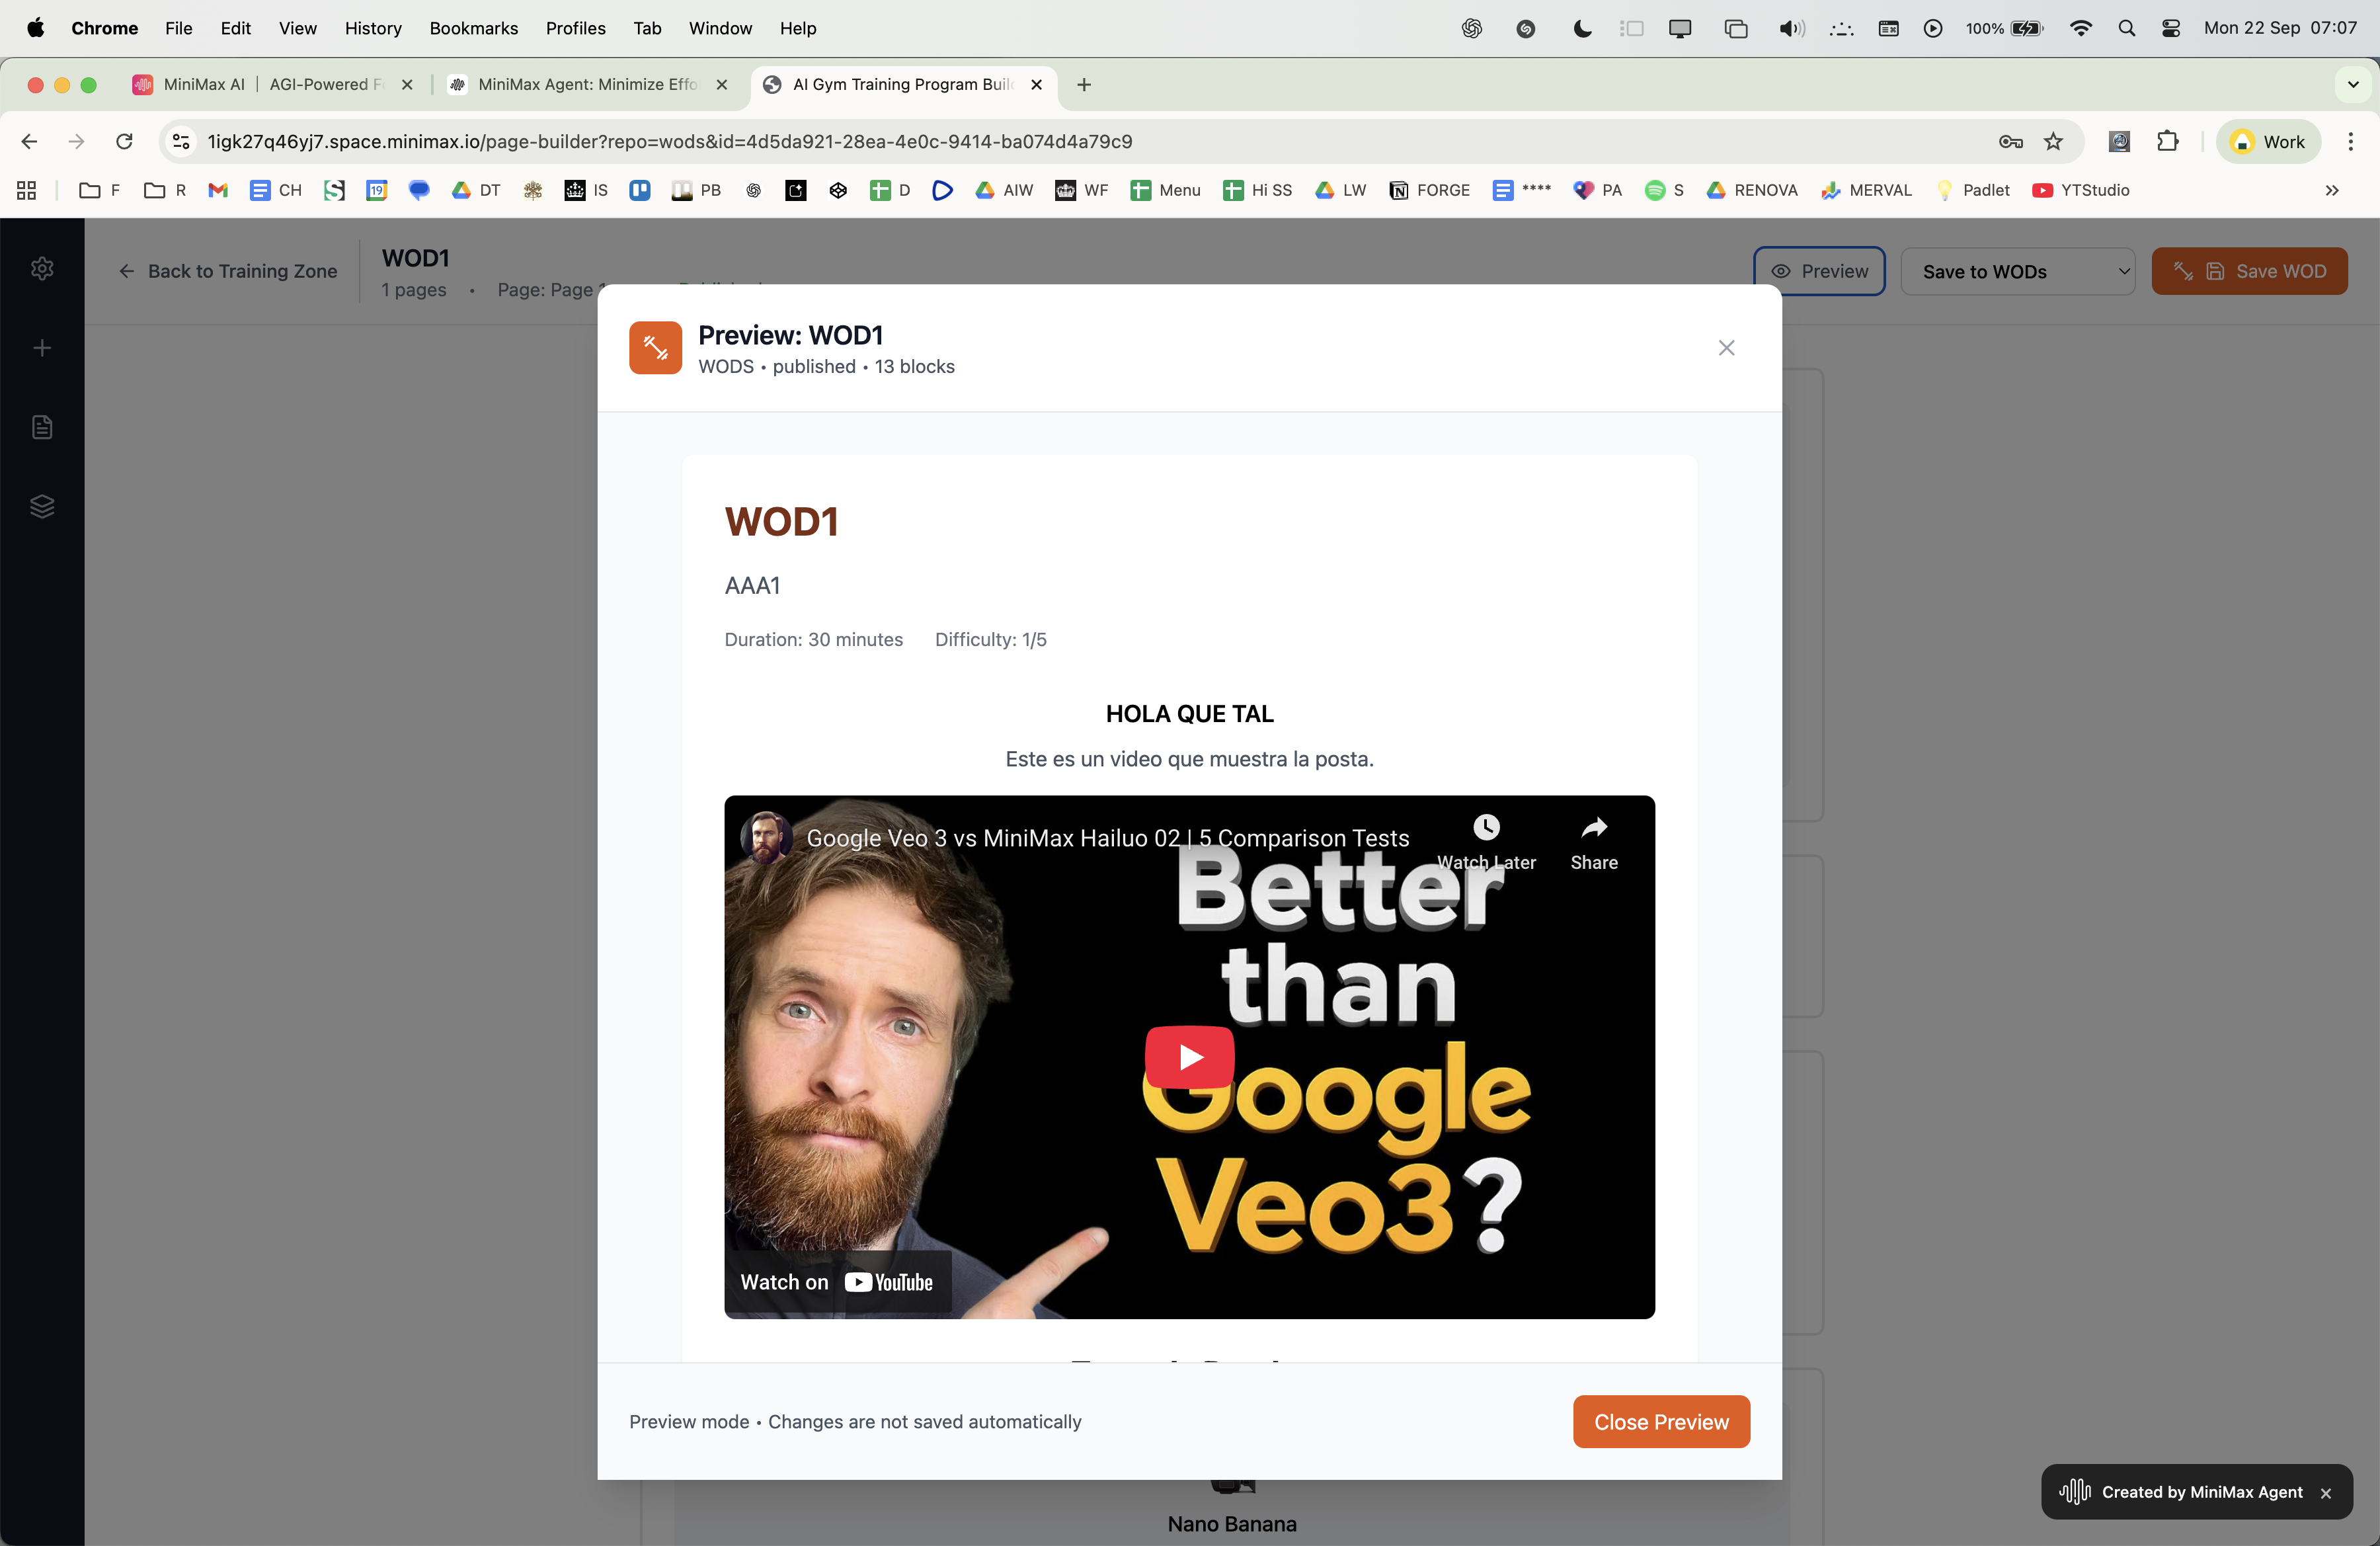 Chrome File Edit View History Bookmarks Profiles Tab Window Help 100% Mon 22 Sep 07:07
MiniMax AI | AGI-Powered F
MiniMax Agent: Minimize Effo
AI Gym Training Program Buil
1igk27q46yj7.space.minimax.io/page-builder?repo=wods&id=4d5da921-28ea-4e0c-9414-ba074d4a79c9
Work
F R CH 19 DT IS PB D AIW WF Menu Hi SS LW FORGE **** PA S RENOVA MERVAL Padlet YTStudio
Back to Training Zone
WOD1
1 pages • Page: Page
Preview
Save to WODs
Save WOD
Preview: WOD1
WODS • published • 13 blocks
WOD1
AAA1
Duration: 30 minutes Difficulty: 1/5
HOLA QUE TAL
Este es un video que muestra la posta.
Google Veo 3 vs MiniMax Hailuo 02 | 5 Comparison Tests
Watch Later
Share
Better
than
Google
Veo3?
Watch on YouTube
Preview mode • Changes are not saved automatically
Close Preview
Nano Banana
Created by MiniMax Agent